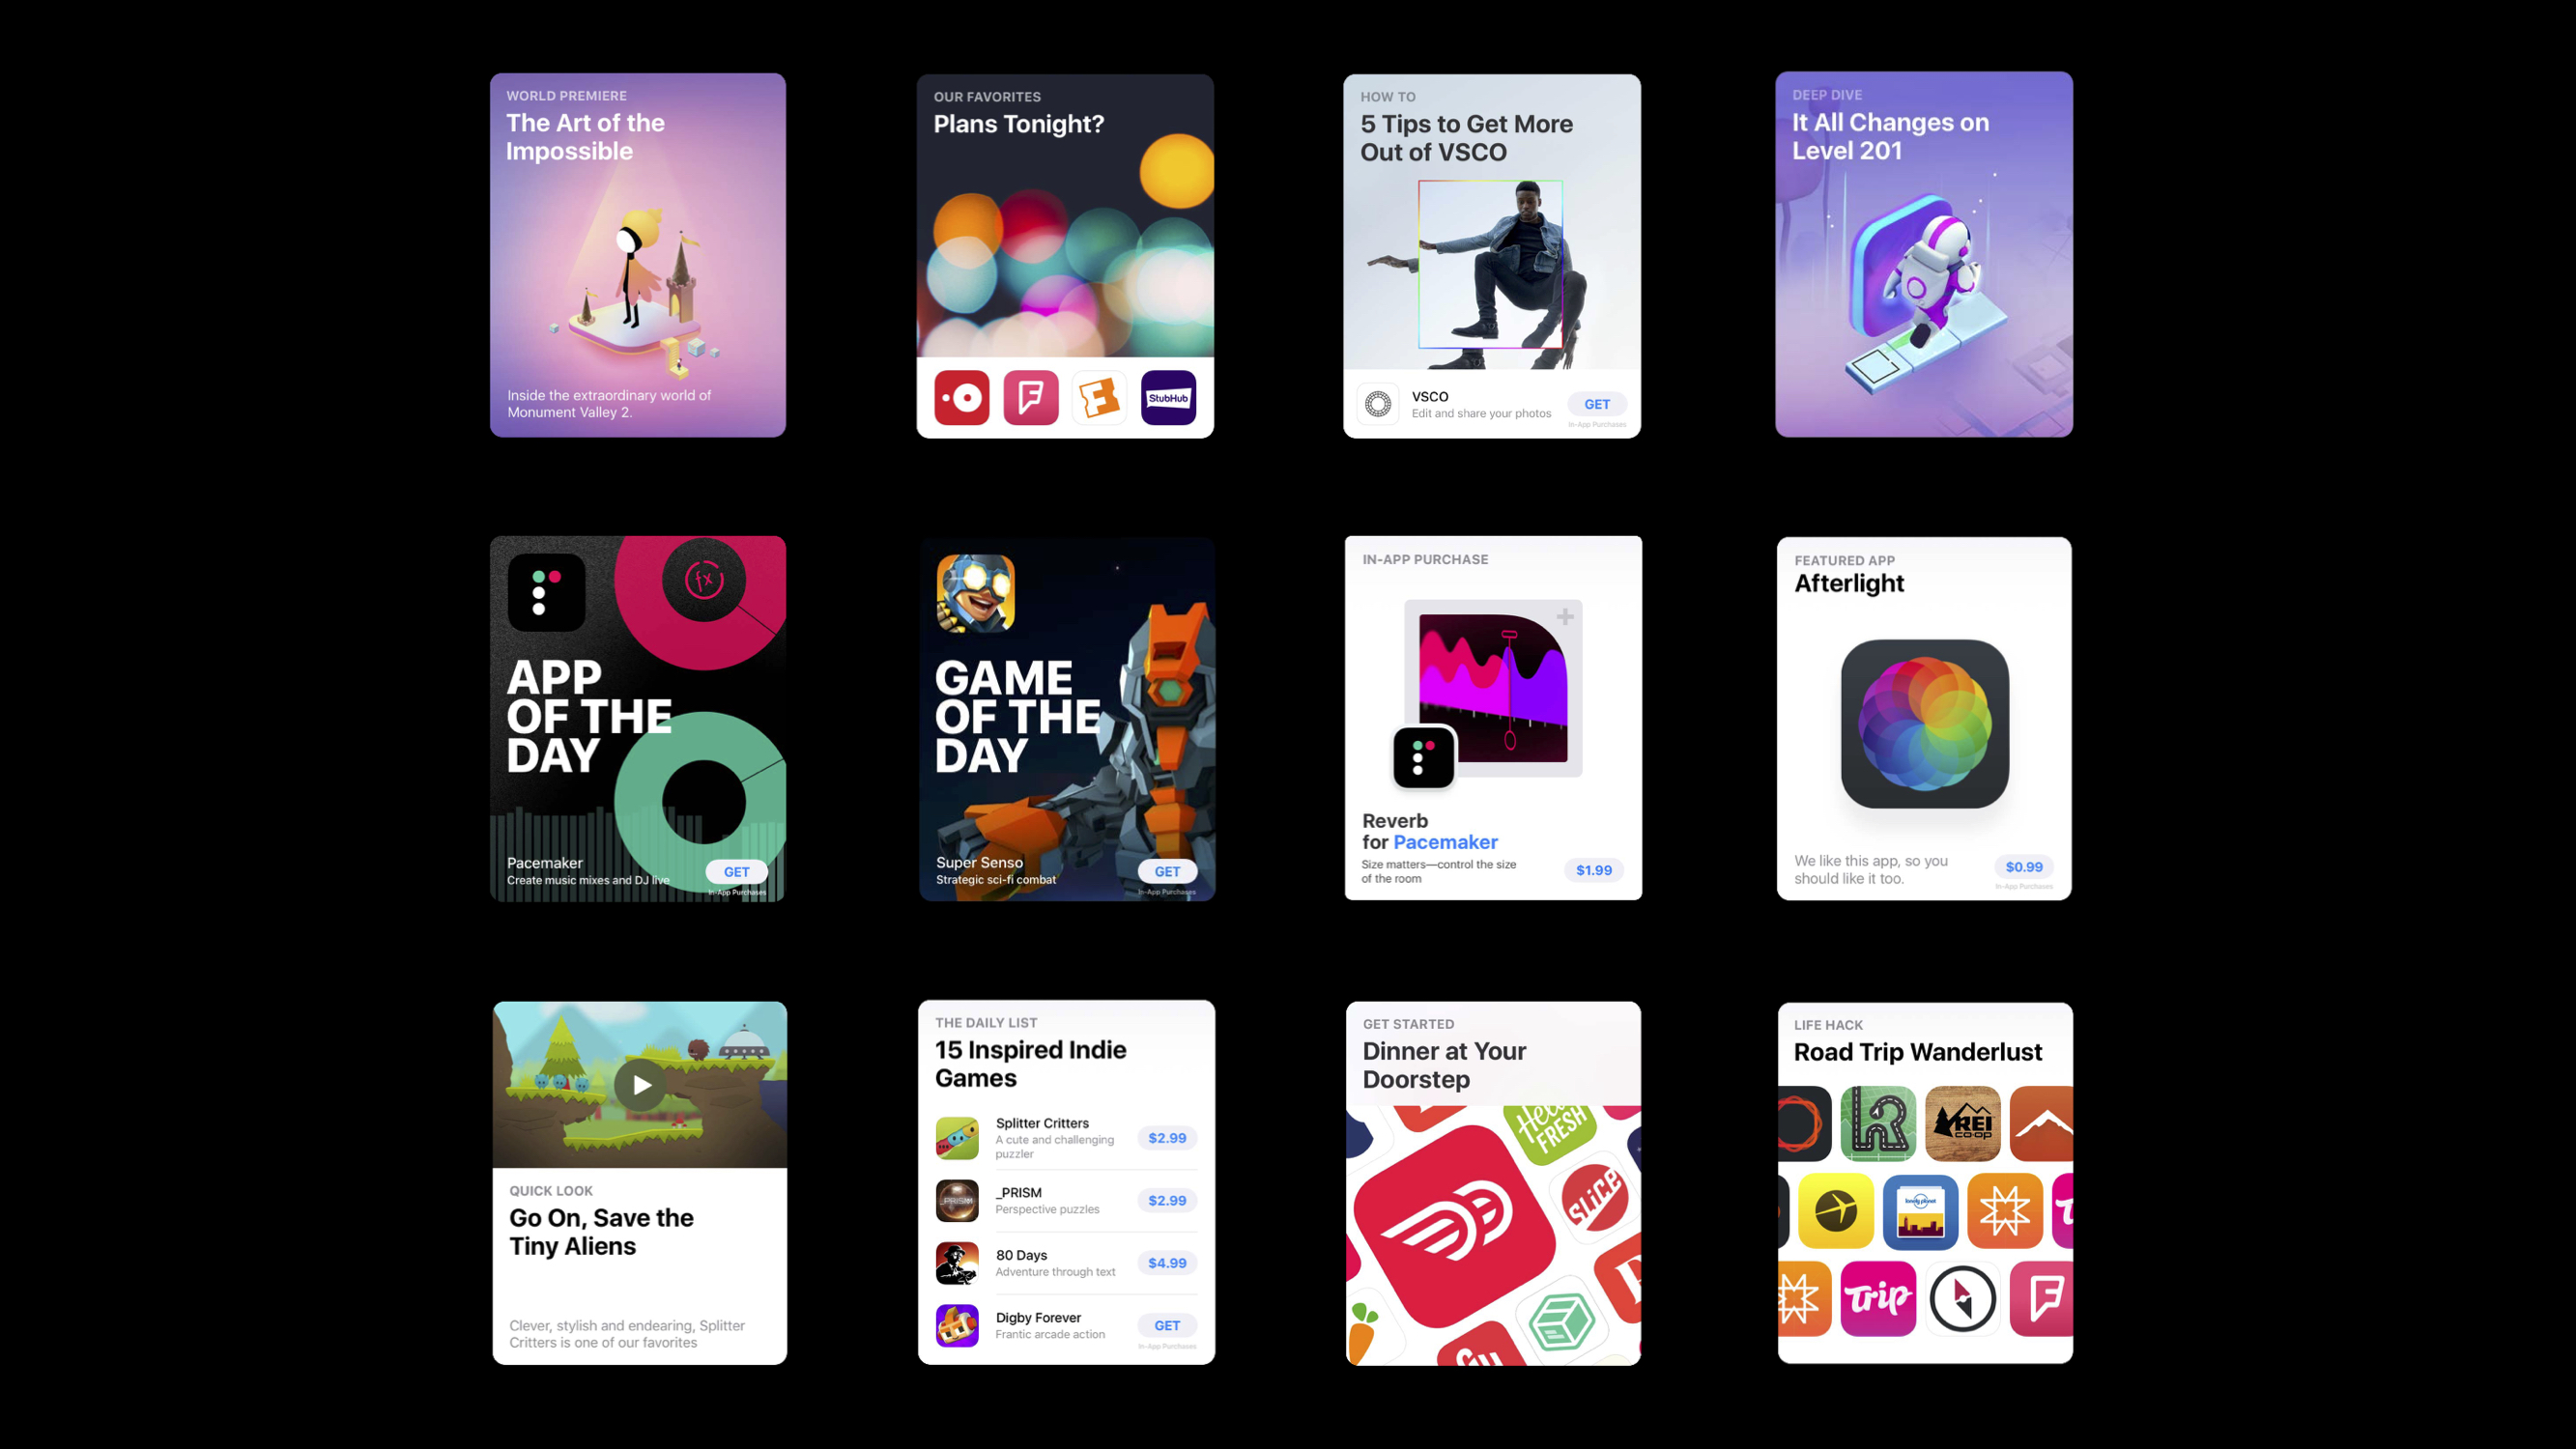 WORLD PREMIERE
The Art of the
Impossible
Inside the extraordinary world of
Monument Valley 2.
OUR FAVORITES
Plans Tonight?
StubHub
HOW TO
5 Tips to Get More
Out of VSCO
VSCO
Edit and share your photos
GET
In-App Purchases
DEEP DIVE
It All Changes on
Level 201
fx
APP
OF THE
DAY
Pacemaker
Create music mixes and DJ live
GET
In-App Purchases
GAME
OF THE
DAY
Super Senso
Strategic sci-fi combat
GET
In-App Purchases
IN-APP PURCHASE
Reverb
for Pacemaker
Size matters—control the size
of the room
$1.99
FEATURED APP
Afterlight
We like this app, so you
should like it too.
$0.99
In-App Purchases
QUICK LOOK
Go On, Save the
Tiny Aliens
Clever, stylish and endearing, Splitter
Critters is one of our favorites
THE DAILY LIST
15 Inspired Indie
Games
Splitter Critters
A cute and challenging
puzzler
$2.99
_PRISM
_PRISM
Perspective puzzles
$2.99
80 Days
Adventure through text
$4.99
Digby Forever
Frantic arcade action
GET
In-App Purchases
GET STARTED
Dinner at Your
Doorstep
Hello
FRESH
SLiCE
LIFE HACK
Road Trip Wanderlust
REI
co-op
lonely planet
trip